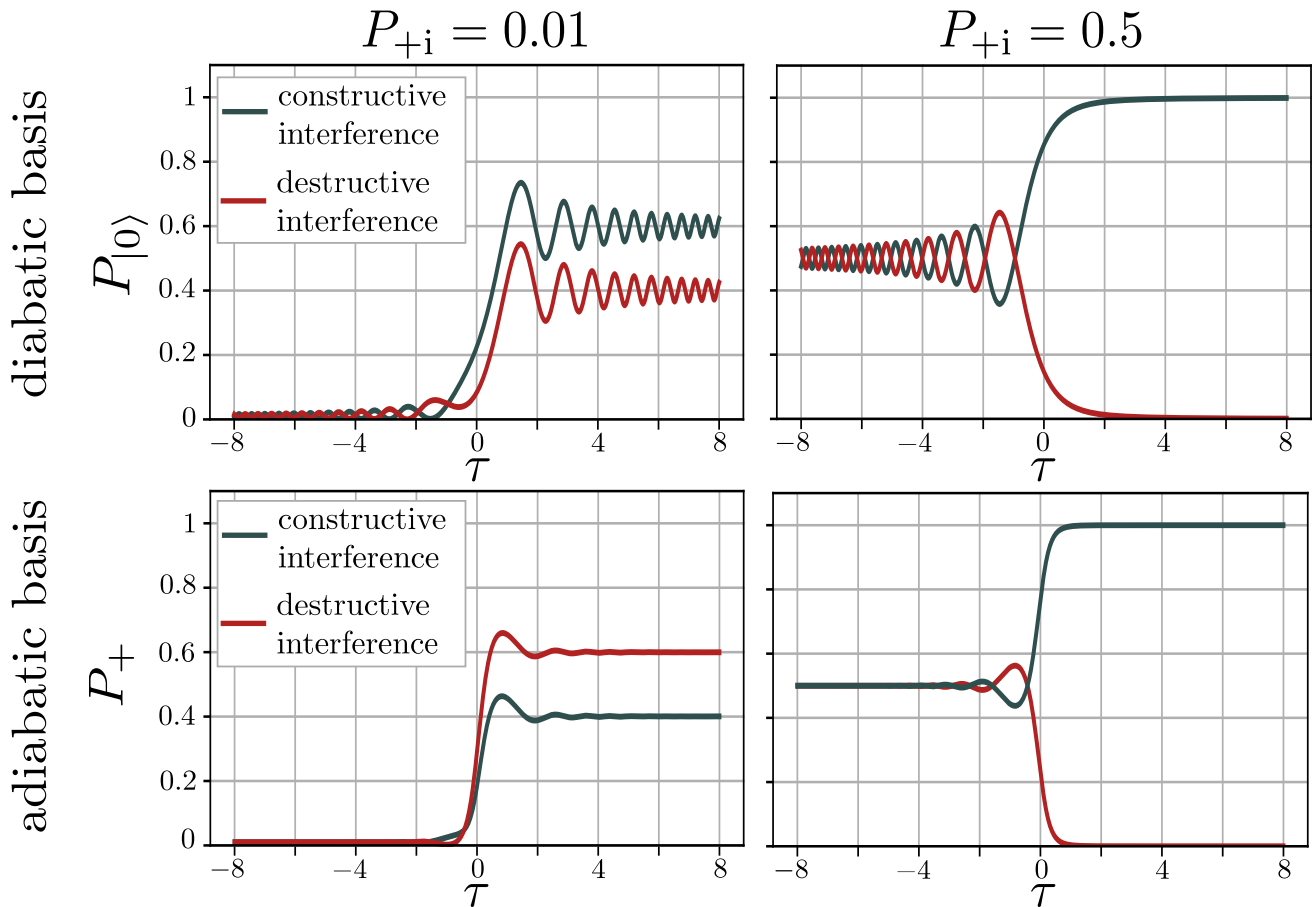 P₊ᵢ = 0.01
P₊ᵢ = 0.5
diabatic basis
P|0⟩
1
0.8
0.6
0.4
0.2
0
constructive
interference
destructive
interference
−8
−4
0
4
8
τ
−8
−4
0
4
8
τ
adiabatic basis
P₊
1
0.8
0.6
0.4
0.2
0
constructive
interference
destructive
interference
−8
−4
0
4
8
τ
−8
−4
0
4
8
τ